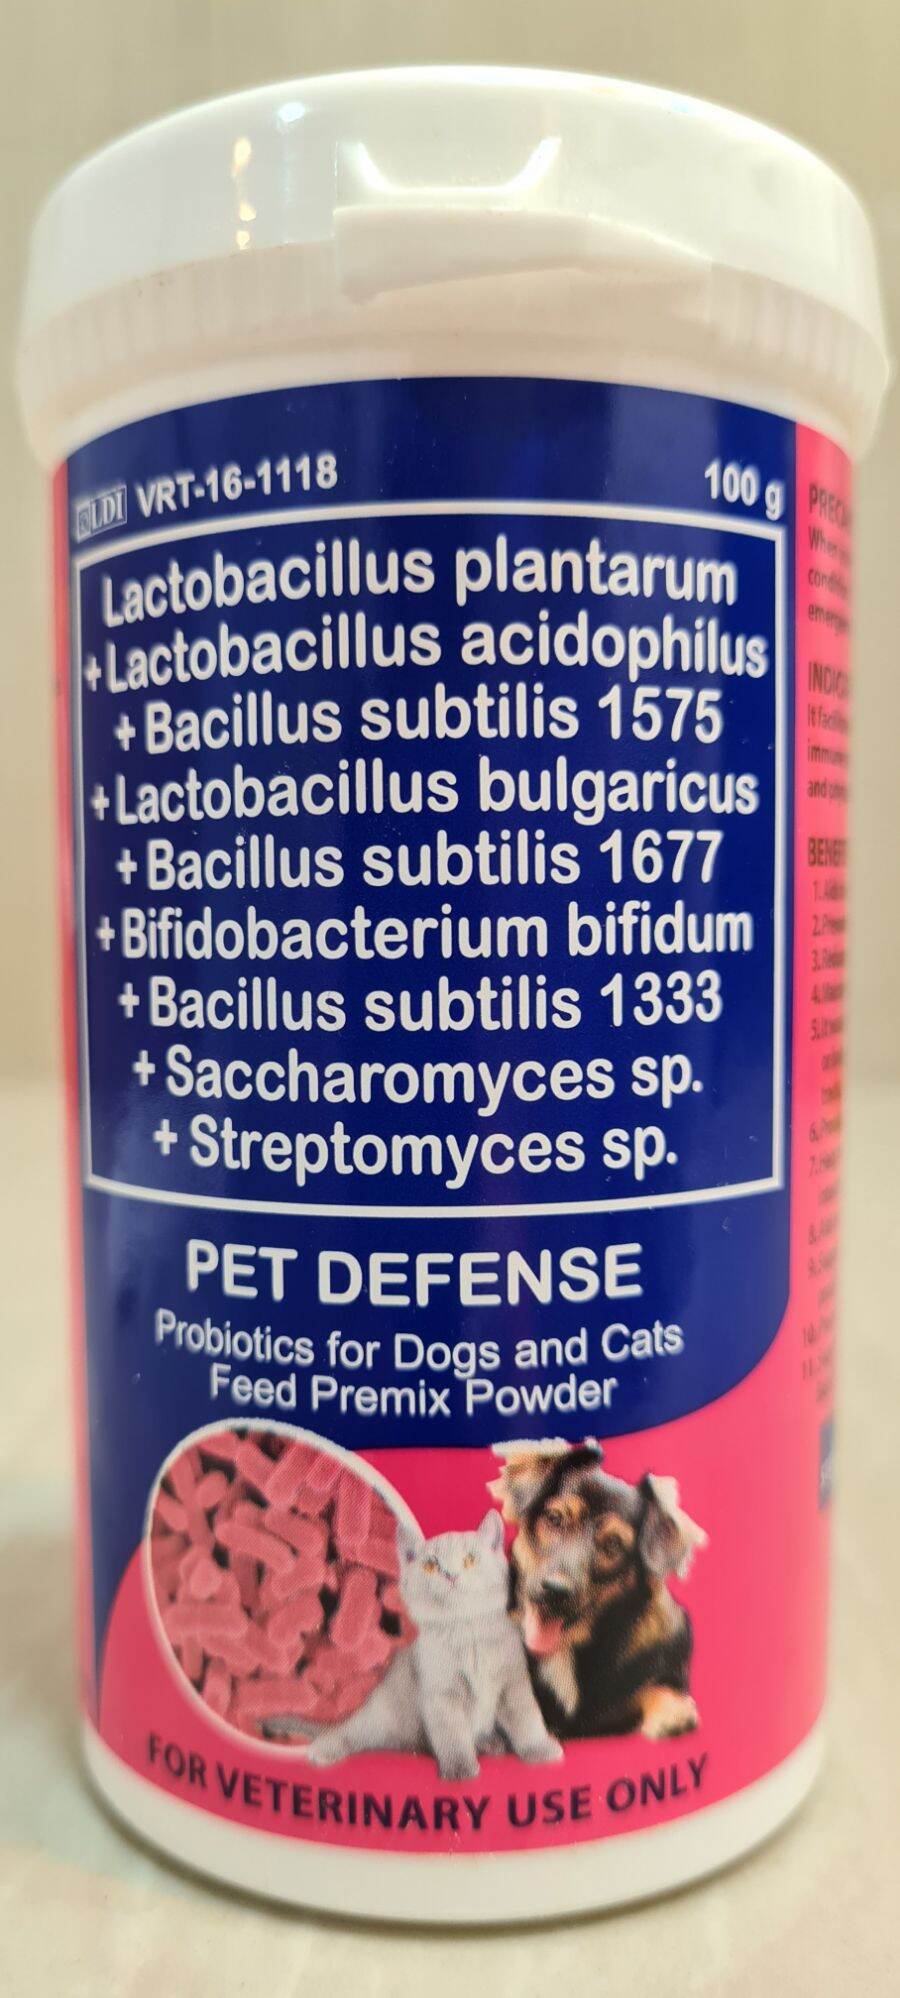 LDI VRT-16-1118 100 g
Lactobacillus plantarum
+ Lactobacillus acidophilus
+ Bacillus subtilis 1575
+ Lactobacillus bulgaricus
+ Bacillus subtilis 1677
+ Bifidobacterium bifidum
+ Bacillus subtilis 1333
+ Saccharomyces sp.
+ Streptomyces sp.
PET DEFENSE
Probiotics for Dogs and Cats
Feed Premix Powder
FOR VETERINARY USE ONLY